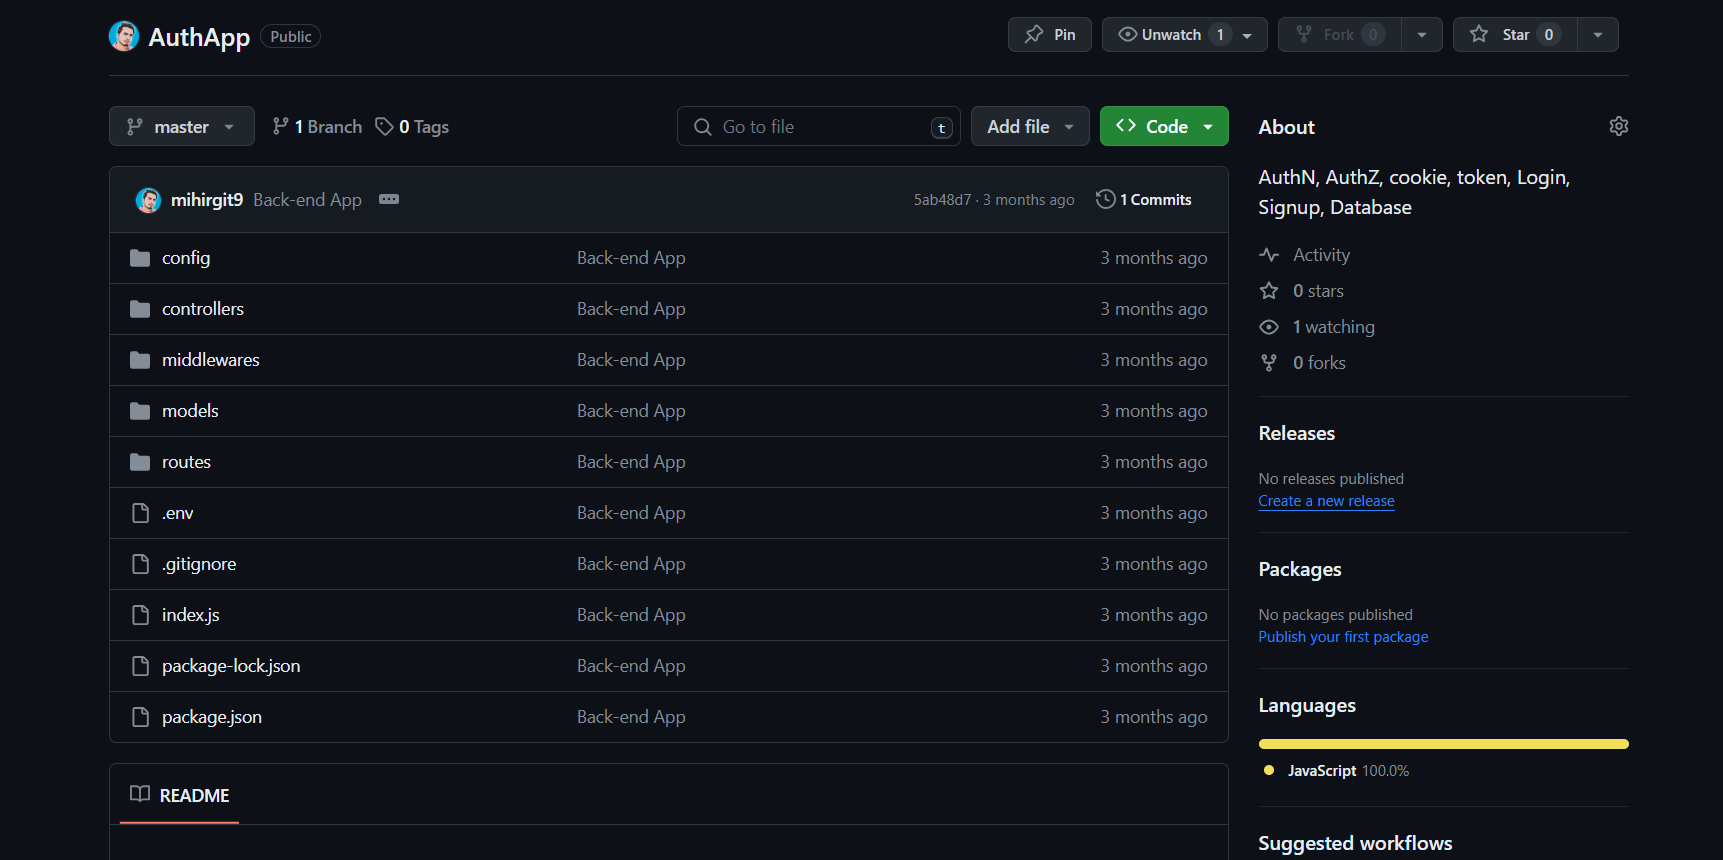 AuthApp Public Pin Unwatch 1 Fork 0 Star 0
master 1 Branch 0 Tags Go to file t Add file Code
mihirgit9 Back-end App 5ab48d7 · 3 months ago 1 Commits
config Back-end App 3 months ago
controllers Back-end App 3 months ago
middlewares Back-end App 3 months ago
models Back-end App 3 months ago
routes Back-end App 3 months ago
.env Back-end App 3 months ago
.gitignore Back-end App 3 months ago
index.js Back-end App 3 months ago
package-lock.json Back-end App 3 months ago
package.json Back-end App 3 months ago
README
About
AuthN, AuthZ, cookie, token, Login,
Signup, Database
Activity
0 stars
1 watching
0 forks
Releases
No releases published
Create a new release
Packages
No packages published
Publish your first package
Languages
JavaScript 100.0%
Suggested workflows